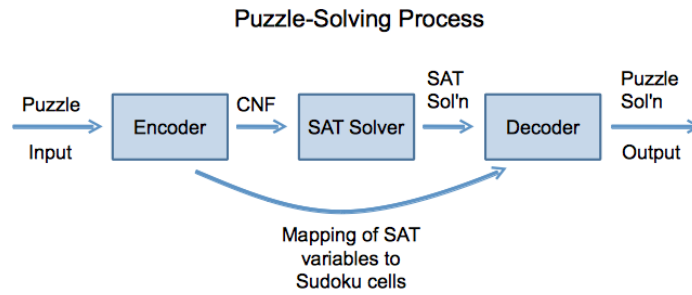 Puzzle-Solving Process
Puzzle
Input
Encoder
CNF
SAT Solver
SAT
Sol'n
Decoder
Puzzle
Sol'n
Output
Mapping of SAT
variables to
Sudoku cells